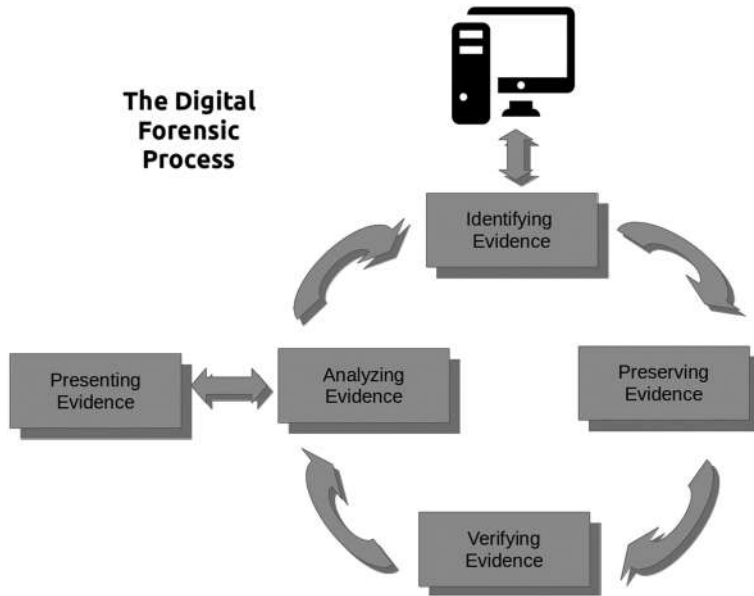 The Digital
Forensic
Process
Identifying
Evidence
Preserving
Evidence
Verifying
Evidence
Analyzing
Evidence
Presenting
Evidence